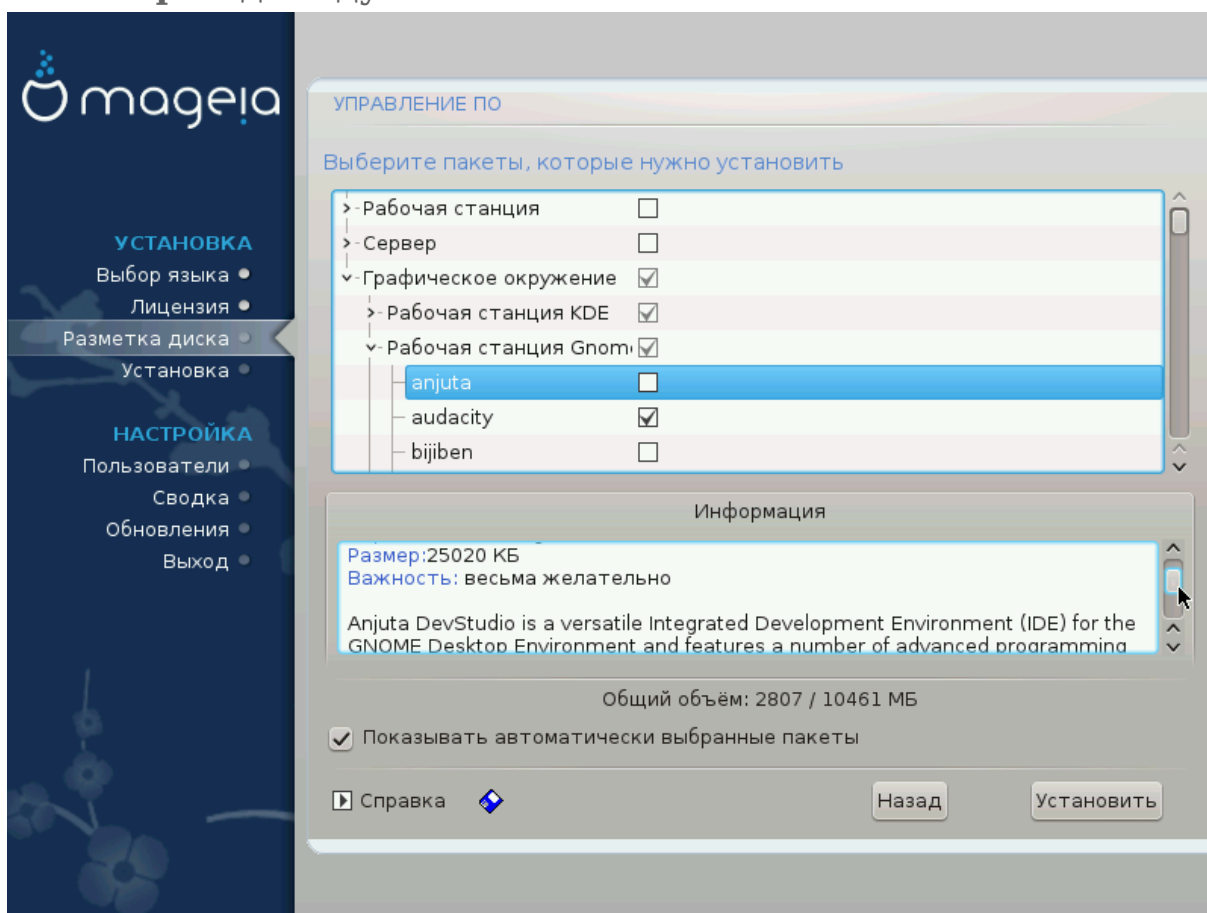 mageia
УСТАНОВКА
Выбор языка
Лицензия
Разметка диска
Установка
НАСТРОЙКА
Пользователи
Сводка
Обновления
Выход
УПРАВЛЕНИЕ ПО
Выберите пакеты, которые нужно установить
Рабочая станция
Сервер
Графическое окружение
Рабочая станция KDE
Рабочая станция Gnom
anjuta
audacity
bijiben
Информация
Размер:25020 КБ
Важность: весьма желательно
Anjuta DevStudio is a versatile Integrated Development Environment (IDE) for the
GNOME Desktop Environment and features a number of advanced programming
Общий объём: 2807 / 10461 МБ
Показывать автоматически выбранные пакеты
Справка
Назад
Установить